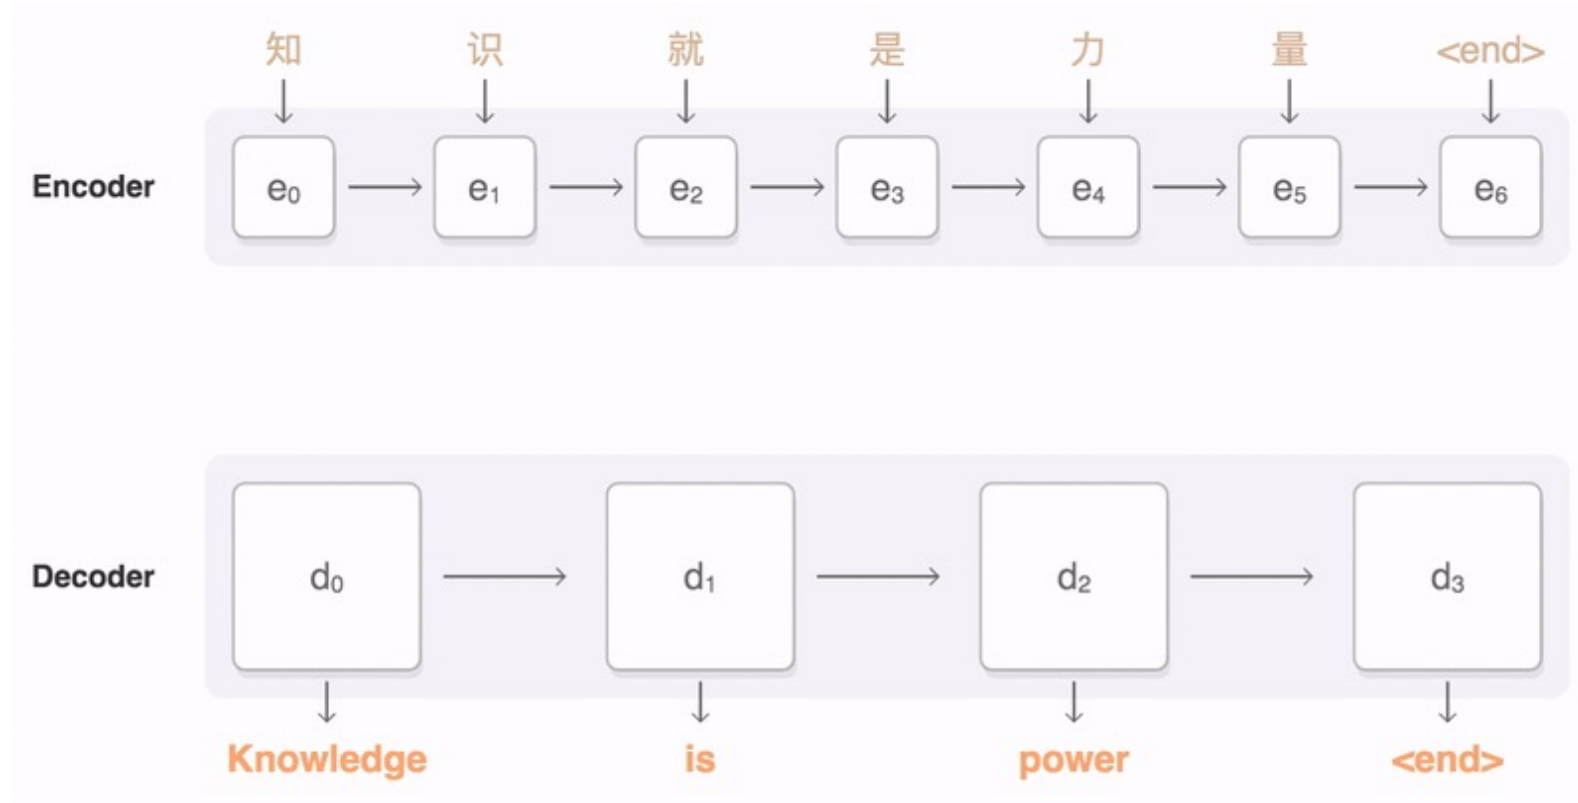 知 识 就 是 力 量 <end>
Encoder e₀ e₁ e₂ e₃ e₄ e₅ e₆
Decoder d₀ d₁ d₂ d₃
Knowledge is power <end>